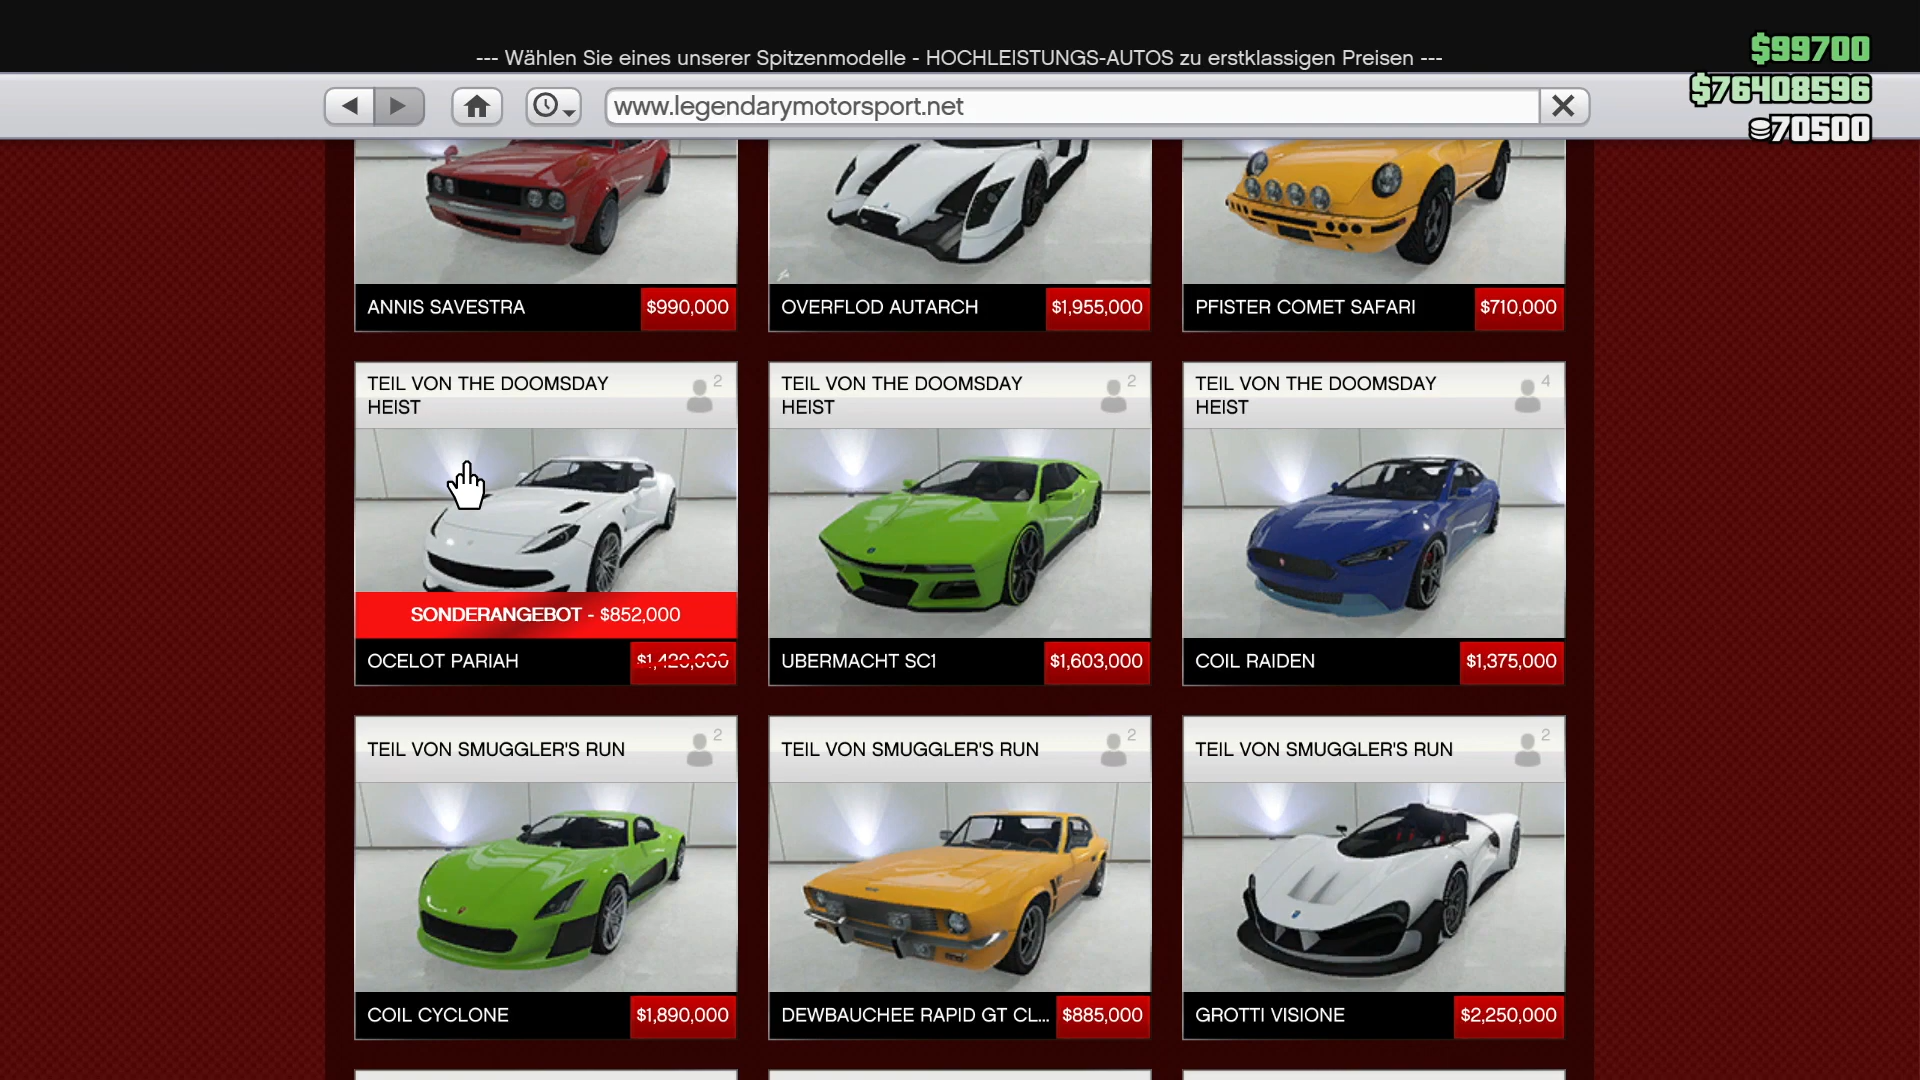 --- Wählen Sie eines unserer Spitzenmodelle - HOCHLEISTUNGS-AUTOS zu erstklassigen Preisen ---
$99700
$76408596
70500
www.legendarymotorsport.net
ANNIS SAVESTRA $990,000
OVERFLOD AUTARCH $1,955,000
PFISTER COMET SAFARI $710,000
TEIL VON THE DOOMSDAY
HEIST
2
TEIL VON THE DOOMSDAY
HEIST
2
TEIL VON THE DOOMSDAY
HEIST
4
SONDERANGEBOT - $852,000
OCELOT PARIAH $1,420,000
UBERMACHT SC1 $1,603,000
COIL RAIDEN $1,375,000
TEIL VON SMUGGLER'S RUN 2
TEIL VON SMUGGLER'S RUN 2
TEIL VON SMUGGLER'S RUN 2
COIL CYCLONE $1,890,000
DEWBAUCHEE RAPID GT CL... $885,000
GROTTI VISIONE $2,250,000